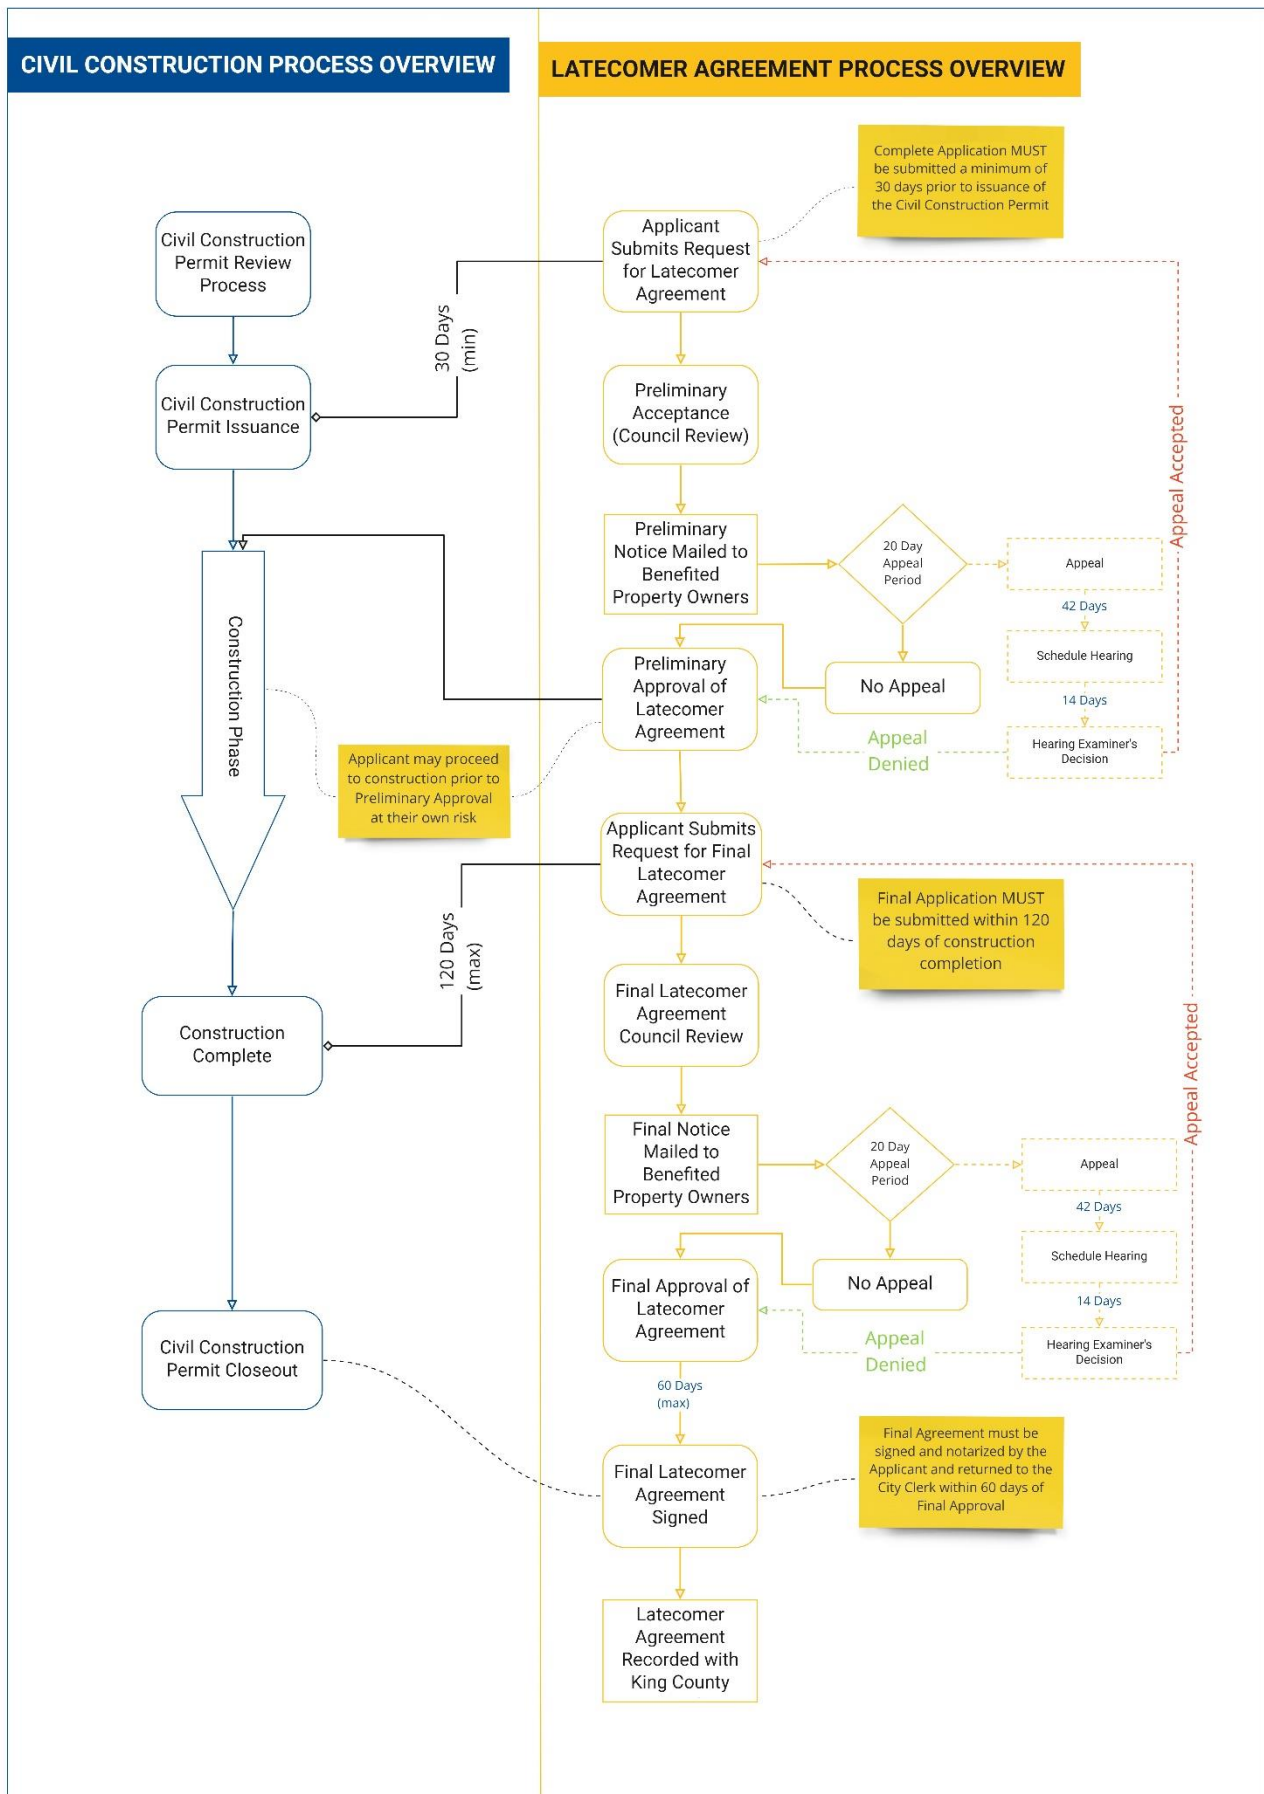 CIVIL CONSTRUCTION PROCESS OVERVIEW
LATECOMER AGREEMENT PROCESS OVERVIEW
Complete Application MUST
be submitted a minimum of
30 days prior to issuance of
the Civil Construction Permit
Civil Construction
Permit Review
Process
Applicant
Submits Request
for Latecomer
Agreement
30 Days
(min)
Civil Construction
Permit Issuance
Preliminary
Acceptance
(Council Review)
Appeal Accepted
Preliminary
Notice Mailed to
Benefited
Property Owners
20 Day
Appeal
Period
Appeal
42 Days
Schedule Hearing
14 Days
Hearing Examiner's
Decision
No Appeal
Appeal
Denied
Construction Phase
Preliminary
Approval of
Latecomer
Agreement
Applicant may proceed
to construction prior to
Preliminary Approval
at their own risk
Applicant Submits
Request for Final
Latecomer
Agreement
120 Days
(max)
Final Application MUST
be submitted within 120
days of construction
completion
Construction
Complete
Final Latecomer
Agreement
Council Review
Appeal Accepted
Final Notice
Mailed to
Benefited
Property Owners
20 Day
Appeal
Period
Appeal
42 Days
Schedule Hearing
14 Days
Hearing Examiner's
Decision
No Appeal
Appeal
Denied
Final Approval of
Latecomer
Agreement
Civil Construction
Permit Closeout
60 Days
(max)
Final Latecomer
Agreement
Signed
Final Agreement must be
signed and notarized by the
Applicant and returned to the
City Clerk within 60 days of
Final Approval
Latecomer
Agreement
Recorded with
King County